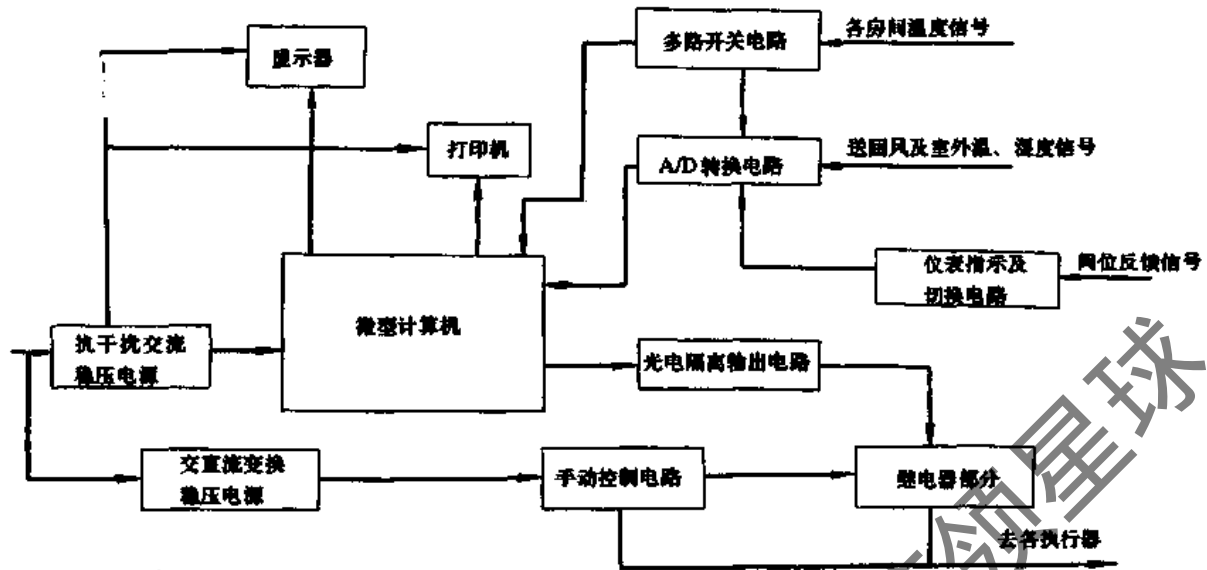 各房间温度信号
多路开关电路
显示器
打印机
A/D转换电路
送回风及室外温、湿度信号
仪表指示及
切换电路
阀位反馈信号
微型计算机
抗干扰交流
稳压电源
光电隔离输出电路
交直流变换
稳压电源
手动控制电路
继电器部分
去各执行器
领星球